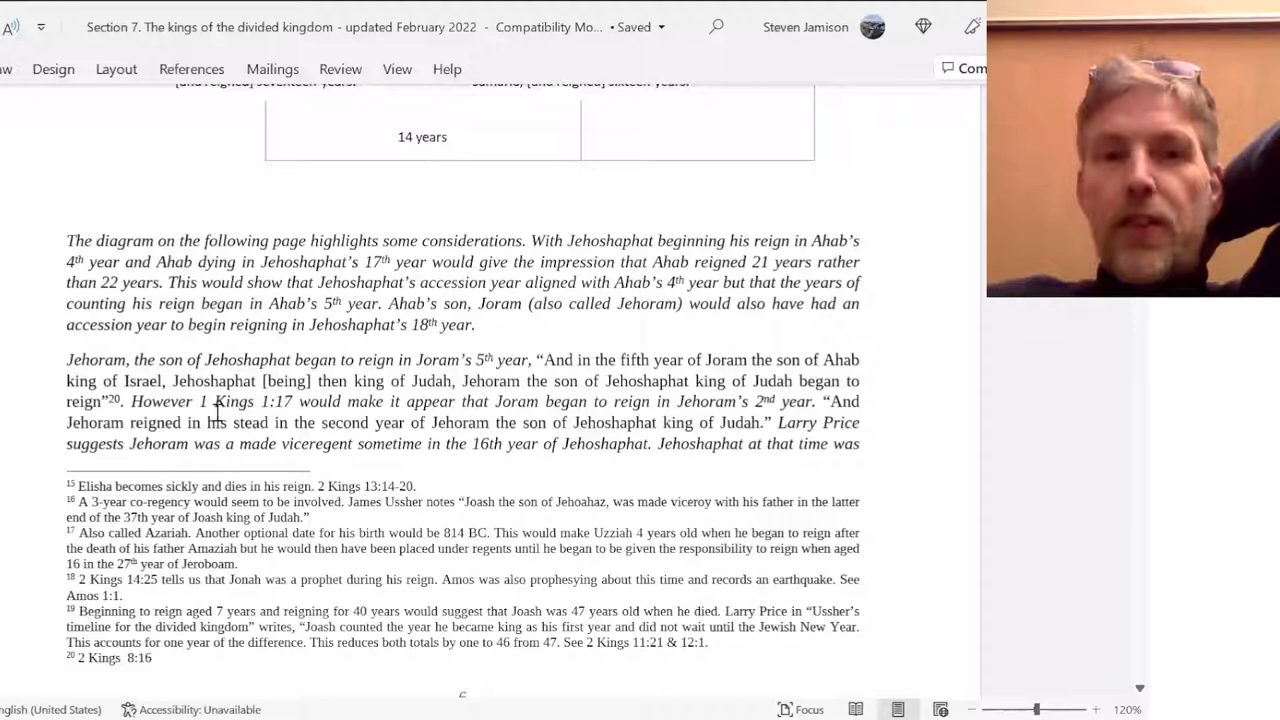 Section 7. The kings of the divided kingdom - updated February 2022 - Compatibility Mo... • Saved
Steven Jamison
aw Design Layout References Mailings Review View Help
Com
[and reigned] seventeen years. Samaria, [and reigned] sixteen years.
14 years
The diagram on the following page highlights some considerations. With Jehoshaphat beginning his reign in Ahab’s
4th year and Ahab dying in Jehoshaphat’s 17th year would give the impression that Ahab reigned 21 years rather
than 22 years. This would show that Jehoshaphat’s accession year aligned with Ahab’s 4th year but that the years of
counting his reign began in Ahab’s 5th year. Ahab’s son, Joram (also called Jehoram) would also have had an
accession year to begin reigning in Jehoshaphat’s 18th year.
Jehoram, the son of Jehoshaphat began to reign in Joram’s 5th year, “And in the fifth year of Joram the son of Ahab
king of Israel, Jehoshaphat [being] then king of Judah, Jehoram the son of Jehoshaphat king of Judah began to
reign”20. However 1 Kings 1:17 would make it appear that Joram began to reign in Jehoram’s 2nd year. “And
Jehoram reigned in his stead in the second year of Jehoram the son of Jehoshaphat king of Judah.” Larry Price
suggests Jehoram was a made viceregent sometime in the 16th year of Jehoshaphat. Jehoshaphat at that time was
15 Elisha becomes sickly and dies in his reign. 2 Kings 13:14-20.
16 A 3-year co-regency would seem to be involved. James Ussher notes “Joash the son of Jehoahaz, was made viceroy with his father in the latter
end of the 37th year of Joash king of Judah.”
17 Also called Azariah. Another optional date for his birth would be 814 BC. This would make Uzziah 4 years old when he began to reign after
the death of his father Amaziah but he would then have been placed under regents until he began to be given the responsibility to reign when aged
16 in the 27th year of Jeroboam.
18 2 Kings 14:25 tells us that Jonah was a prophet during his reign. Amos was also prophesying about this time and records an earthquake. See
Amos 1:1.
19 Beginning to reign aged 7 years and reigning for 40 years would suggest that Joash was 47 years old when he died. Larry Price in “Ussher’s
timeline for the divided kingdom” writes, “Joash counted the year he became king as his first year and did not wait until the Jewish New Year.
This accounts for one year of the difference. This reduces both totals by one to 46 from 47. See 2 Kings 11:21 & 12:1.
20 2 Kings 8:16
nglish (United States) Accessibility: Unavailable Focus 120%